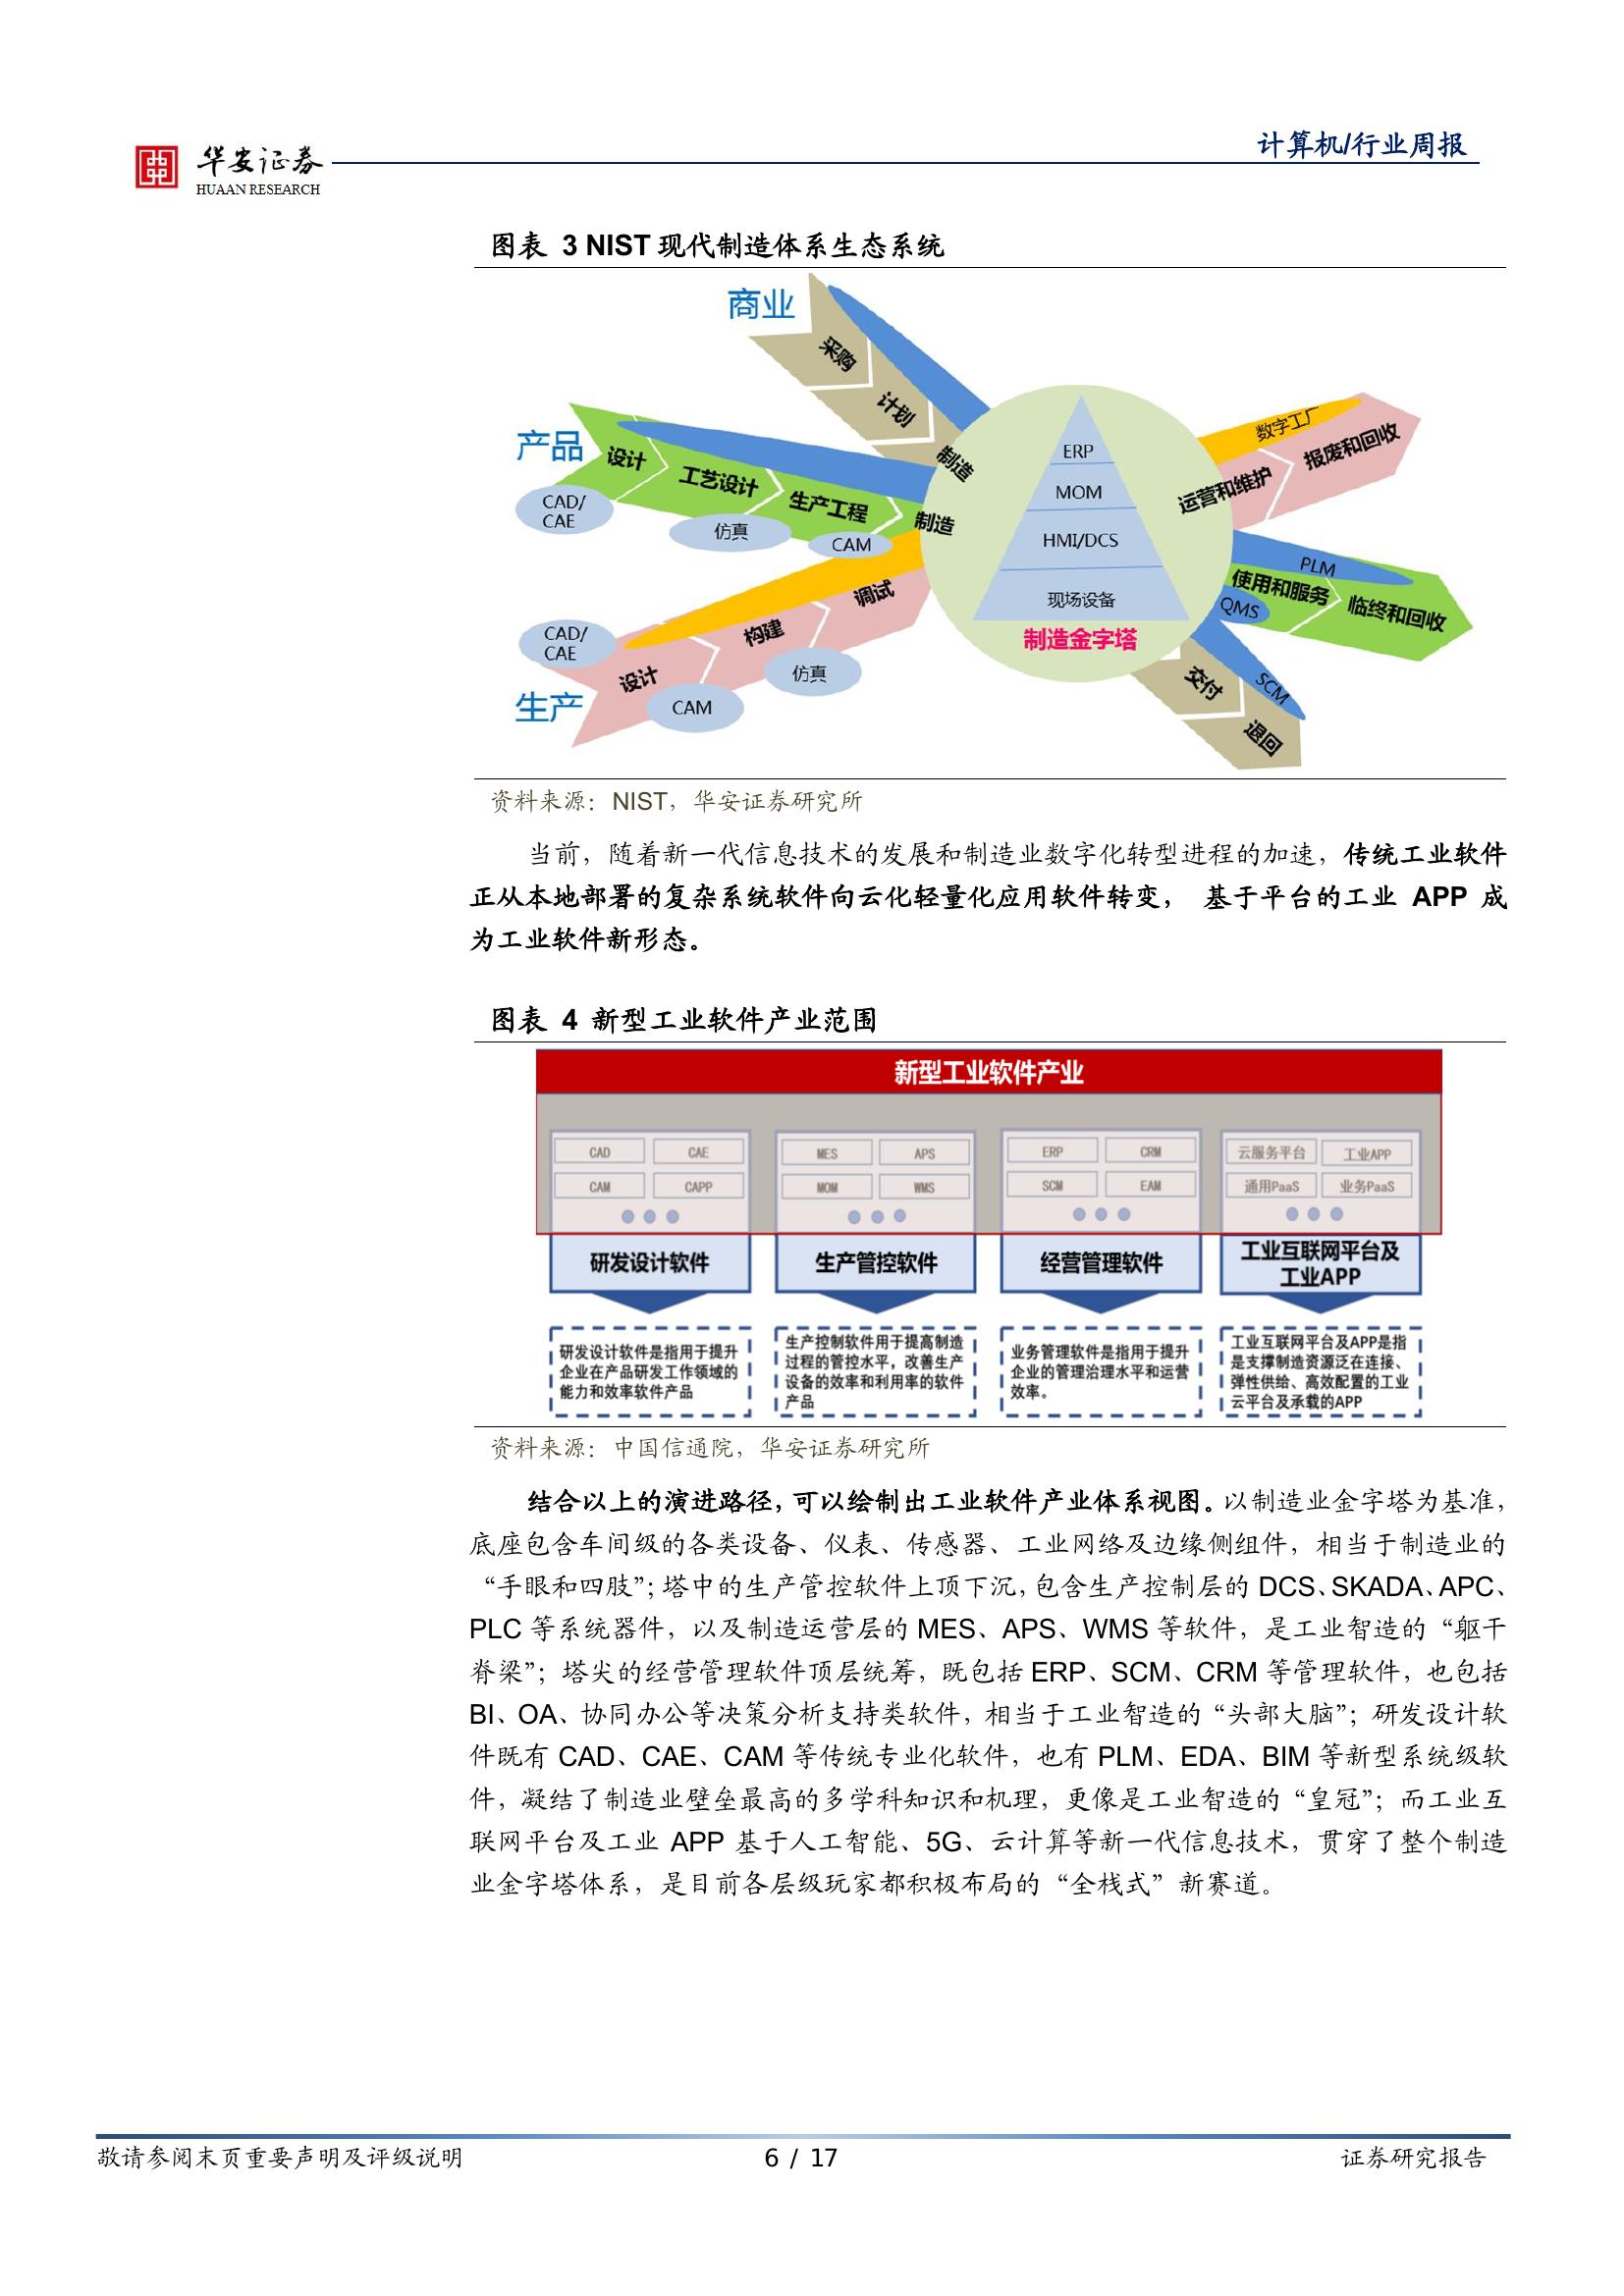 华安证券
HUAAN RESEARCH
计算机/行业周报
图表 3 NIST 现代制造体系生态系统
商业
采购
计划
制造
产品
设计
工艺设计
生产工程
制造
CAD/
CAE
仿真
CAM
生产
CAD/
CAE
设计
构建
调试
CAM
仿真
ERP
MOM
HMI/DCS
现场设备
制造金字塔
数字工厂
运营和维护
报废和回收
PLM
使用和服务
临终和回收
QMS
SCM
交付
退回
资料来源：NIST，华安证券研究所
当前，随着新一代信息技术的发展和制造业数字化转型进程的加速，传统工业软件
正从本地部署的复杂系统软件向云化轻量化应用软件转变， 基于平台的工业 APP 成
为工业软件新形态。
图表 4 新型工业软件产业范围
新型工业软件产业
CAD CAE
CAM CAPP
MES APS
MOM WMS
ERP CRM
SCM EAM
云服务平台 工业APP
通用PaaS 业务PaaS
研发设计软件
生产管控软件
经营管理软件
工业互联网平台及
工业APP
研发设计软件是指用于提升
企业在产品研发工作领域的
能力和效率软件产品
生产控制软件用于提高制造
过程的管控水平，改善生产
设备的效率和利用率的软件
产品
业务管理软件是指用于提升
企业的管理治理水平和运营
效率。
工业互联网平台及APP是指
是支撑制造资源泛在连接、
弹性供给、高效配置的工业
云平台及承载的APP
资料来源：中国信通院，华安证券研究所
结合以上的演进路径，可以绘制出工业软件产业体系视图。以制造业金字塔为基准，
底座包含车间级的各类设备、仪表、传感器、工业网络及边缘侧组件，相当于制造业的
“手眼和四肢”；塔中的生产管控软件上顶下沉，包含生产控制层的 DCS、SKADA、APC、
PLC 等系统器件，以及制造运营层的 MES、APS、WMS 等软件，是工业智造的“躯干
脊梁”；塔尖的经营管理软件顶层统筹，既包括 ERP、SCM、CRM 等管理软件，也包括
BI、OA、协同办公等决策分析支持类软件，相当于工业智造的“头部大脑”；研发设计软
件既有 CAD、CAE、CAM 等传统专业化软件，也有 PLM、EDA、BIM 等新型系统级软
件，凝结了制造业壁垒最高的多学科知识和机理，更像是工业智造的“皇冠”；而工业互
联网平台及工业 APP 基于人工智能、5G、云计算等新一代信息技术，贯穿了整个制造
业金字塔体系，是目前各层级玩家都积极布局的“全栈式”新赛道。
敬请参阅末页重要声明及评级说明
6 / 17
证券研究报告